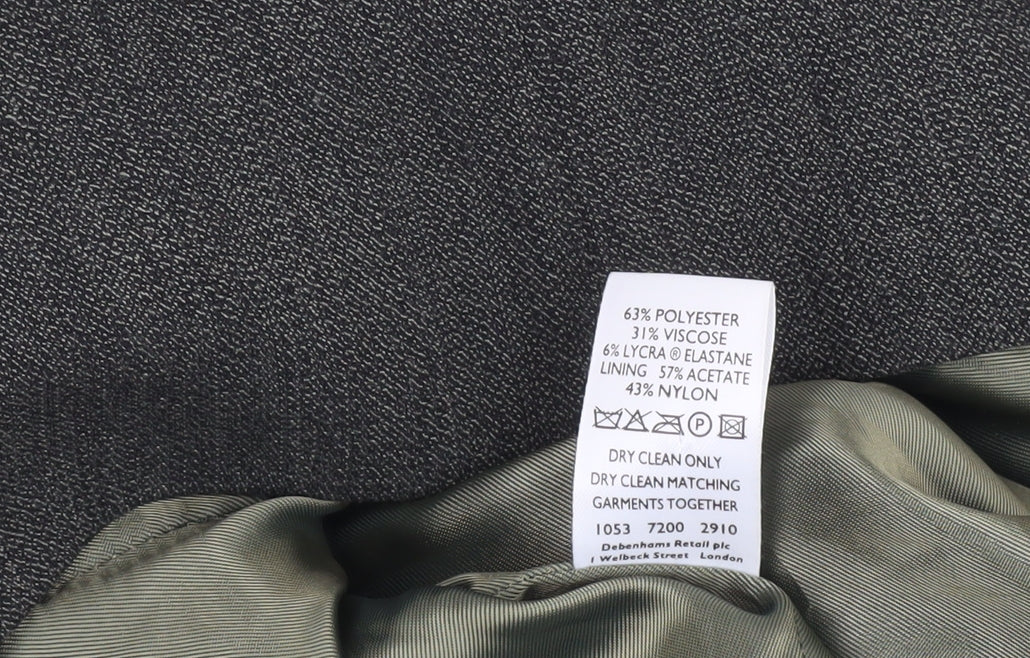 63% POLYESTER
31% VISCOSE
6% LYCRA ® ELASTANE
LINING 57% ACETATE
43% NYLON
P
DRY CLEAN ONLY
DRY CLEAN MATCHING
GARMENTS TOGETHER
1053 7200 2910
Debenhams Retail plc
1 Welbeck Street London